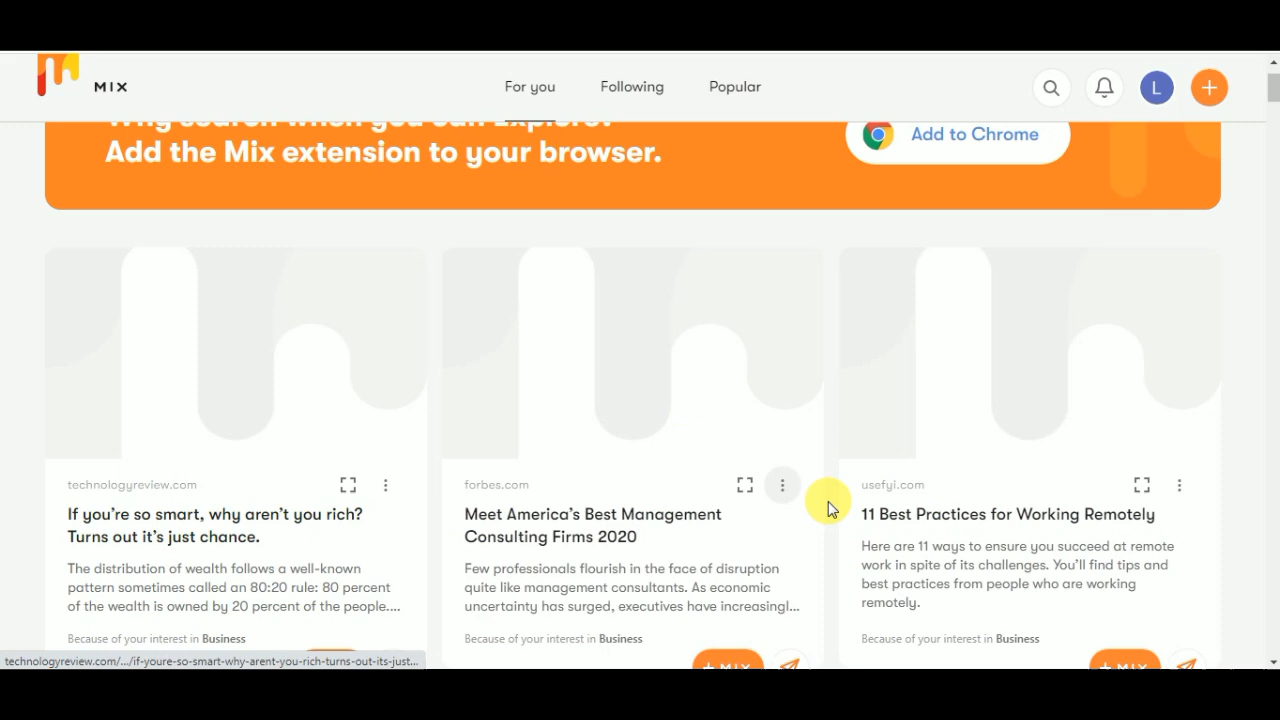 MIX
For you
Following
Popular
L
Why search when you can Explore?
Add the Mix extension to your browser.
Add to Chrome
technologyreview.com
If you're so smart, why aren't you rich?
Turns out it's just chance.
The distribution of wealth follows a well-known
pattern sometimes called an 80:20 rule: 80 percent
of the wealth is owned by 20 percent of the people....
Because of your interest in Business
forbes.com
Meet America's Best Management
Consulting Firms 2020
Few professionals flourish in the face of disruption
quite like management consultants. As economic
uncertainty has surged, executives have increasingl...
Because of your interest in Business
+ MIX
usefyi.com
11 Best Practices for Working Remotely
Here are 11 ways to ensure you succeed at remote
work in spite of its challenges. You'll find tips and
best practices from people who are working
remotely.
Because of your interest in Business
+ MIX
technologyreview.com/.../if-youre-so-smart-why-arent-you-rich-turns-out-its-just...